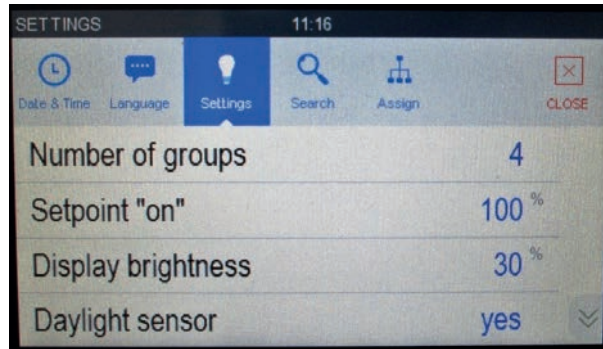 SETTINGS 11:16
Date & Time Language Settings Search Assign CLOSE
Number of groups 4
Setpoint "on" 100 %
Display brightness 30 %
Daylight sensor yes